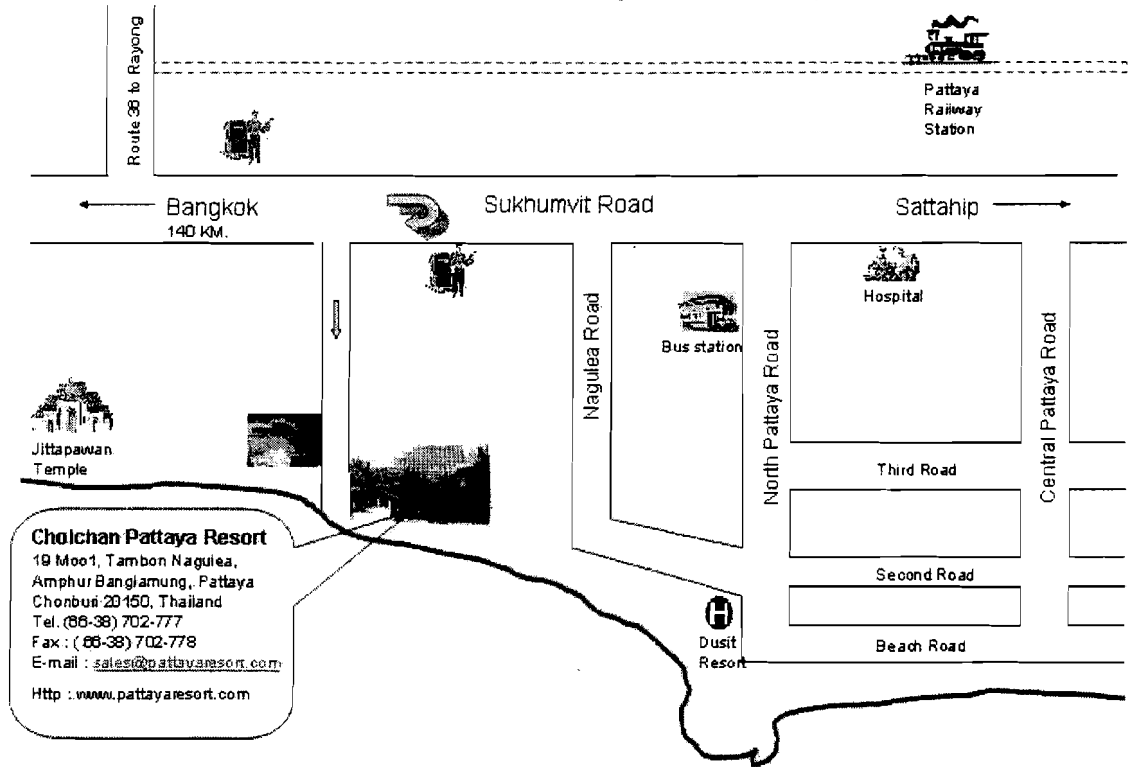 Route 36 to Rayong
Pattaya
Railway
Station
Bangkok
140 KM.
Sukhumvit Road
Sattahip
Hospital
Bus station
Nagulea Road
North Pattaya Road
Central Pattaya Road
Jittapawan
Temple
Third Road
Second Road
Beach Road
H
Dusit
Resort
Cholchan Pattaya Resort
19 Moo1, Tambon Nagulea,
Amphur Banglamung, Pattaya
Chonburi 20150, Thailand
Tel. (66-38) 702-777
Fax : ( 66-38) 702-778
E-mail : sales@pattayaresort.com
Http : www.pattayaresort.com